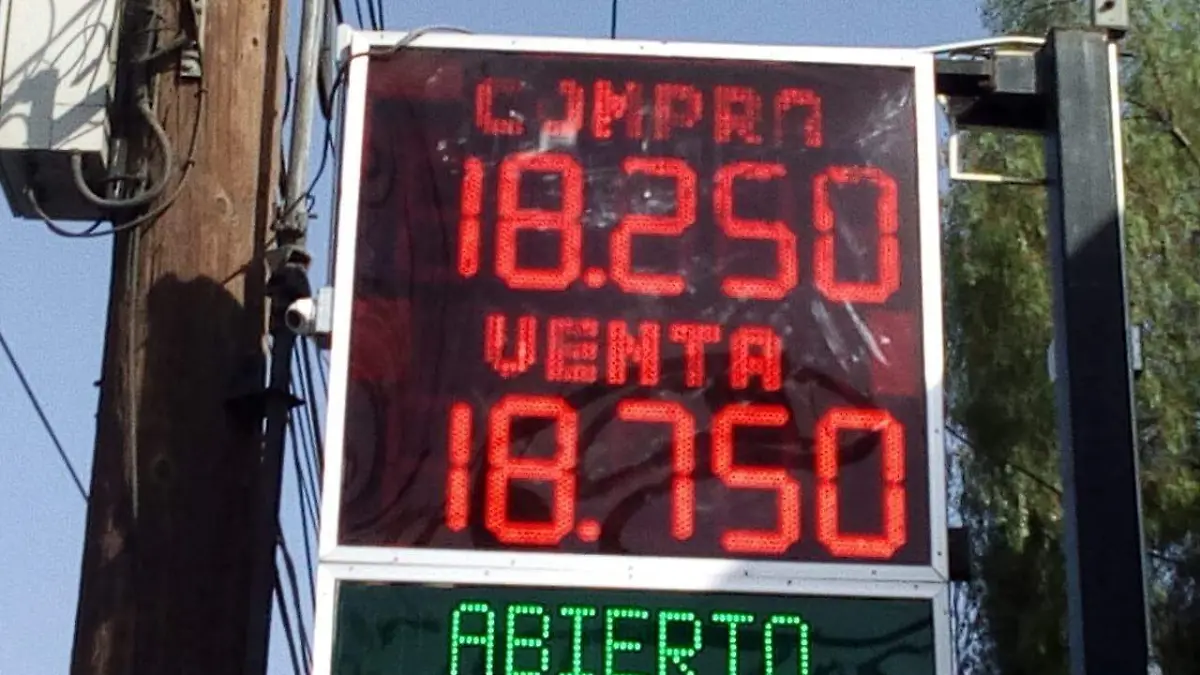 COMPRA
18.250
VENTA
18.750
ABIERTO